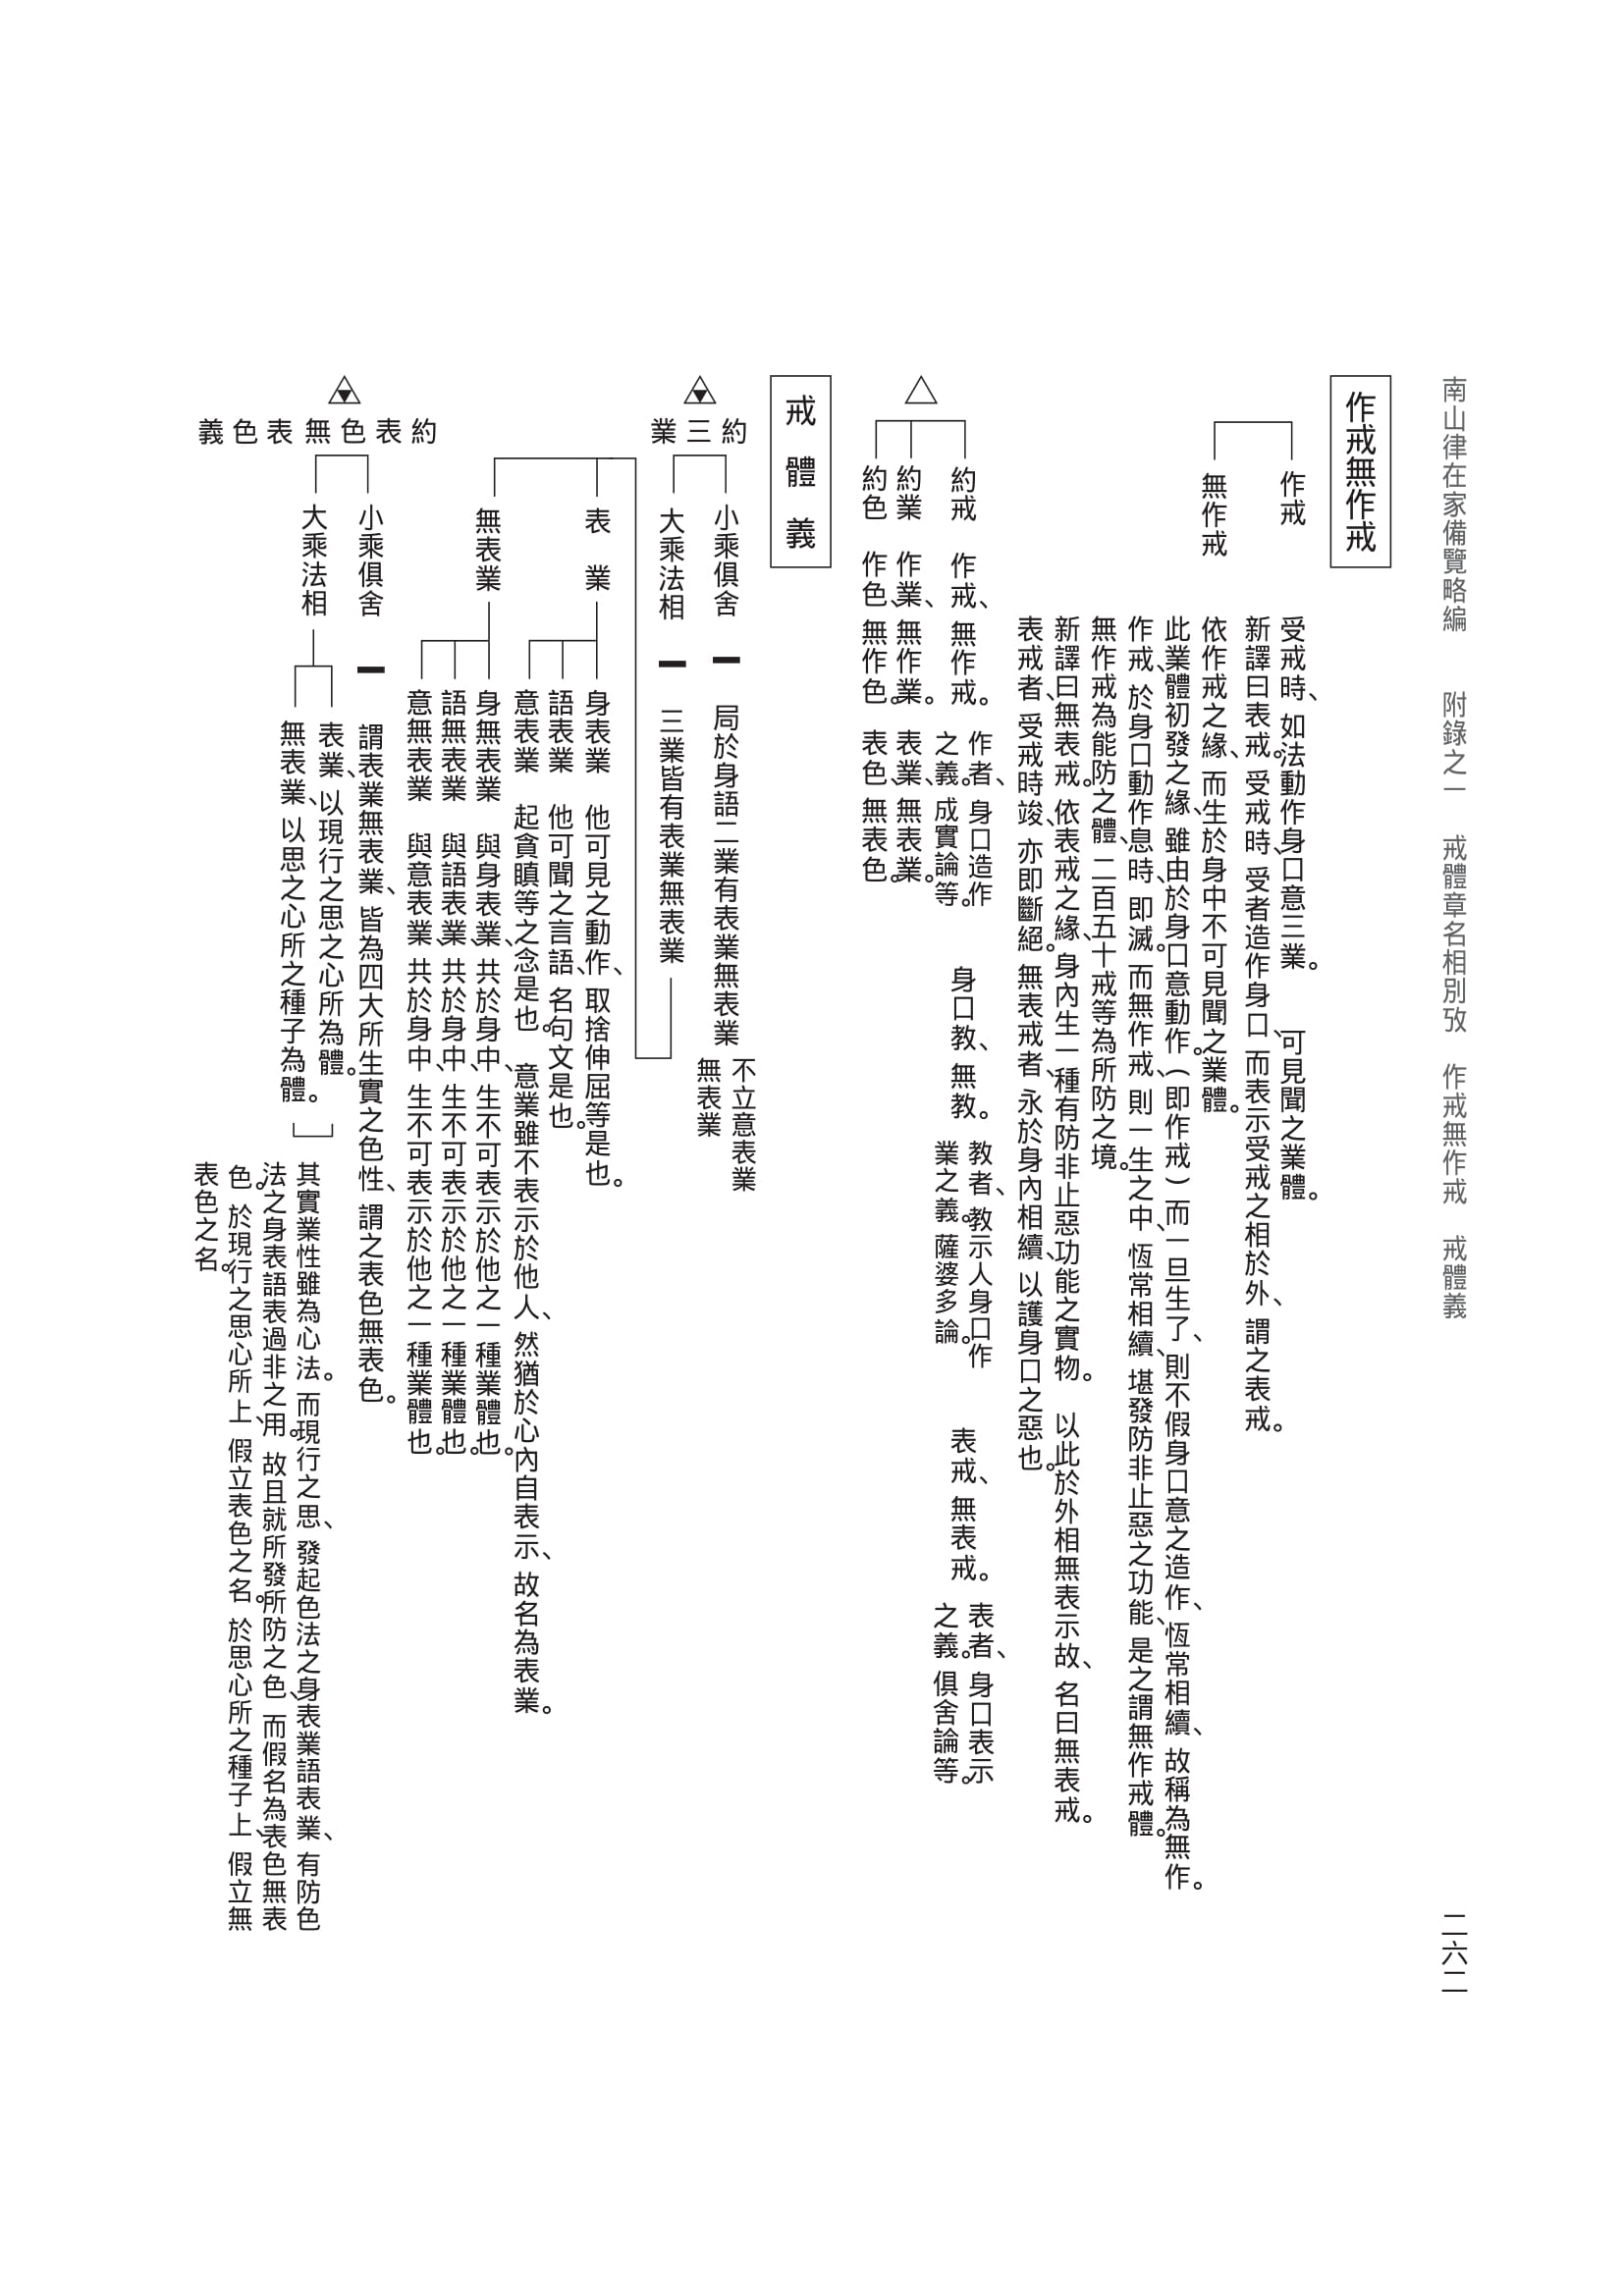 南山律在家備覽略編　附錄之一　戒體章名相別攷　作戒無作戒　戒體義
二六二
作戒無作戒
作戒
受戒時、如法動作身口意三業。　可見聞之業體。
新譯曰表戒。受戒時、受者造作身口、而表示受戒之相於外、謂之表戒。
無作戒
依作戒之緣、而生於身中不可見聞之業體。
此業體初發之緣、雖由於身口意動作。（即作戒）而一旦生了、則不假身口意之造作、恆常相續、故稱為無作。
作戒、於身口動作息時、即滅。而無作戒、則一生之中、恆常相續、堪發防非止惡之功能、是之謂無作戒體。
無作戒為能防之體、二百五十戒等為所防之境。
新譯曰無表戒。依表戒之緣、身內生一種有防非止惡功能之實物。　以此於外相無表示故、名曰無表戒。
表戒者、受戒時竣、亦即斷絕。無表戒者、永於身內相續、以護身口之惡也。
△
約戒　作戒、無作戒。
作者、身口造作
之義。成實論等。
身口教、無教。
教者、教示人身口作
業之義。薩婆多論。
表戒、無表戒。
表者、身口表示
之義。俱舍論等。
約業　作業、無作業。表業、無表業。
約色　作色、無作色。表色、無表色。
戒體義
約三業
小乘俱舍　局於身語二業有表業無表業
不立意表業
無表業
大乘法相　三業皆有表業無表業
表業
身表業　他可見之動作、取捨伸屈等是也。
語表業　他可聞之言語、名句文是也。
意表業　起貪瞋等之念是也。　意業雖不表示於他人、然猶於心內自表示、故名為表業。
無表業
身無表業　與身表業、共於身中、生不可表示於他之一種業體也。
語無表業　與語表業、共於身中、生不可表示於他之一種業體也。
意無表業　與意表業、共於身中、生不可表示於他之一種業體也。
約表色無表色義
小乘俱舍　謂表業無表業、皆為四大所生實之色性、謂之表色無表色。
大乘法相
表業、以現行之思之心所為體。
無表業、以思之心所之種子為體。
其實業性雖為心法。而現行之思、發起色法之身表業語表業、有防色
法之身表語表過非之用。故且就所發所防之色、而假名為表色無表
色。於現行之思心所上、假立表色之名。於思心所之種子上、假立無
表色之名。